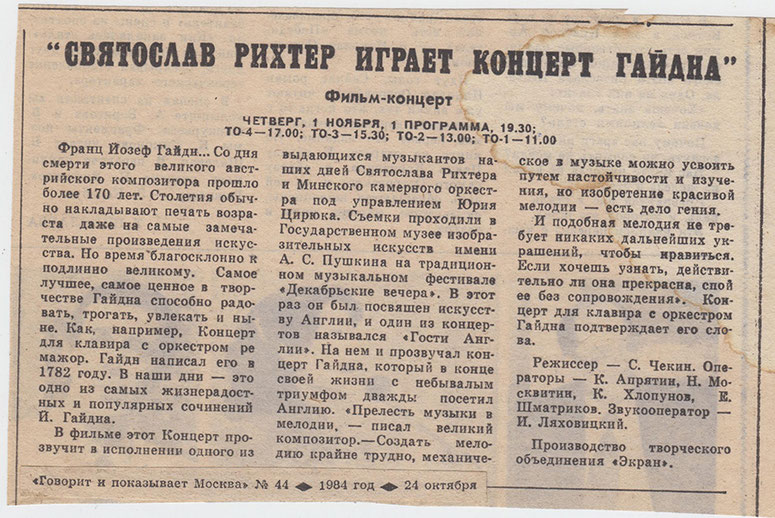 “СВЯТОСЛАВ РИХТЕР ИГРАЕТ КОНЦЕРТ ГАЙДНА”
Фильм-концерт
ЧЕТВЕРГ, 1 НОЯБРЯ, 1 ПРОГРАММА, 19.30;
ТО-4—17.00; ТО-3—15.30; ТО-2—13.00; ТО-1—11.00
Франц Йозеф Гайдн... Со дня
смерти этого великого авст-
рийского композитора прошло
более 170 лет. Столетия обыч-
но накладывают печать возра-
ста даже на самые замеча-
тельные произведения искус-
ства. Но время благосклонно к
подлинно великому. Самое
лучшее, самое ценное в твор-
честве Гайдна способно радо-
вать, трогать, увлекать и ны-
не. Как, например, Концерт
для клавира с оркестром ре
мажор. Гайдн написал его в
1782 году. В наши дни — это
одно из самых жизнерадост-
ных и популярных сочинений
Й. Гайдна.
В фильме этот Концерт про-
звучит в исполнении одного из
выдающихся музыкантов на-
ших дней Святослава Рихтера
и Минского камерного оркест-
ра под управлением Юрия
Цирюка. Съемки проходили в
Государственном музее изобра-
зительных искусств имени
А. С. Пушкина на традицион-
ном музыкальном фестивале
«Декабрьские вечера». В этот
раз он был посвящен искусст-
ву Англии, и один из концер-
тов назывался «Гости Анг-
лии». На нем и прозвучал кон-
церт Гайдна, который в конце
своей жизни с небывалым
триумфом дважды посетил
Англию. «Прелесть музыки в
мелодии, — писал великий
композитор.—Создать мело-
дию крайне трудно, механиче-
ское в музыке можно усвоить
путем настойчивости и изуче-
ния, но изобретение красивой
мелодии — есть дело гения.
И подобная мелодия не тре-
бует никаких дальнейших ук-
рашений, чтобы нравиться.
Если хочешь узнать, действи-
тельно ли она прекрасна, спой
ее без сопровождения». Кон-
церт для клавира с оркестром
Гайдна подтверждает его сло-
ва.
Режиссер — С. Чекин. Опе-
раторы — К. Апрятин, Н. Мо-
сквитин, К. Хлопунов, Е.
Шматриков. Звукооператор —
И. Ляховицкий.
Производство творческого
объединения «Экран».
«Говорит и показывает Москва» № 44 ◆ 1984 год ◆ 24 октября